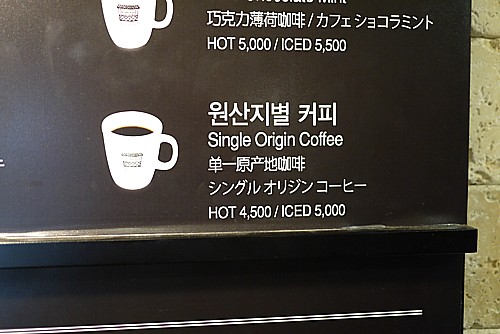 巧克力薄荷咖啡 / カフェ ショコラミント
HOT 5,000 / ICED 5,500
원산지별 커피
Single Origin Coffee
单一原产地咖啡
シングル オリジン コーヒー
HOT 4,500 / ICED 5,000